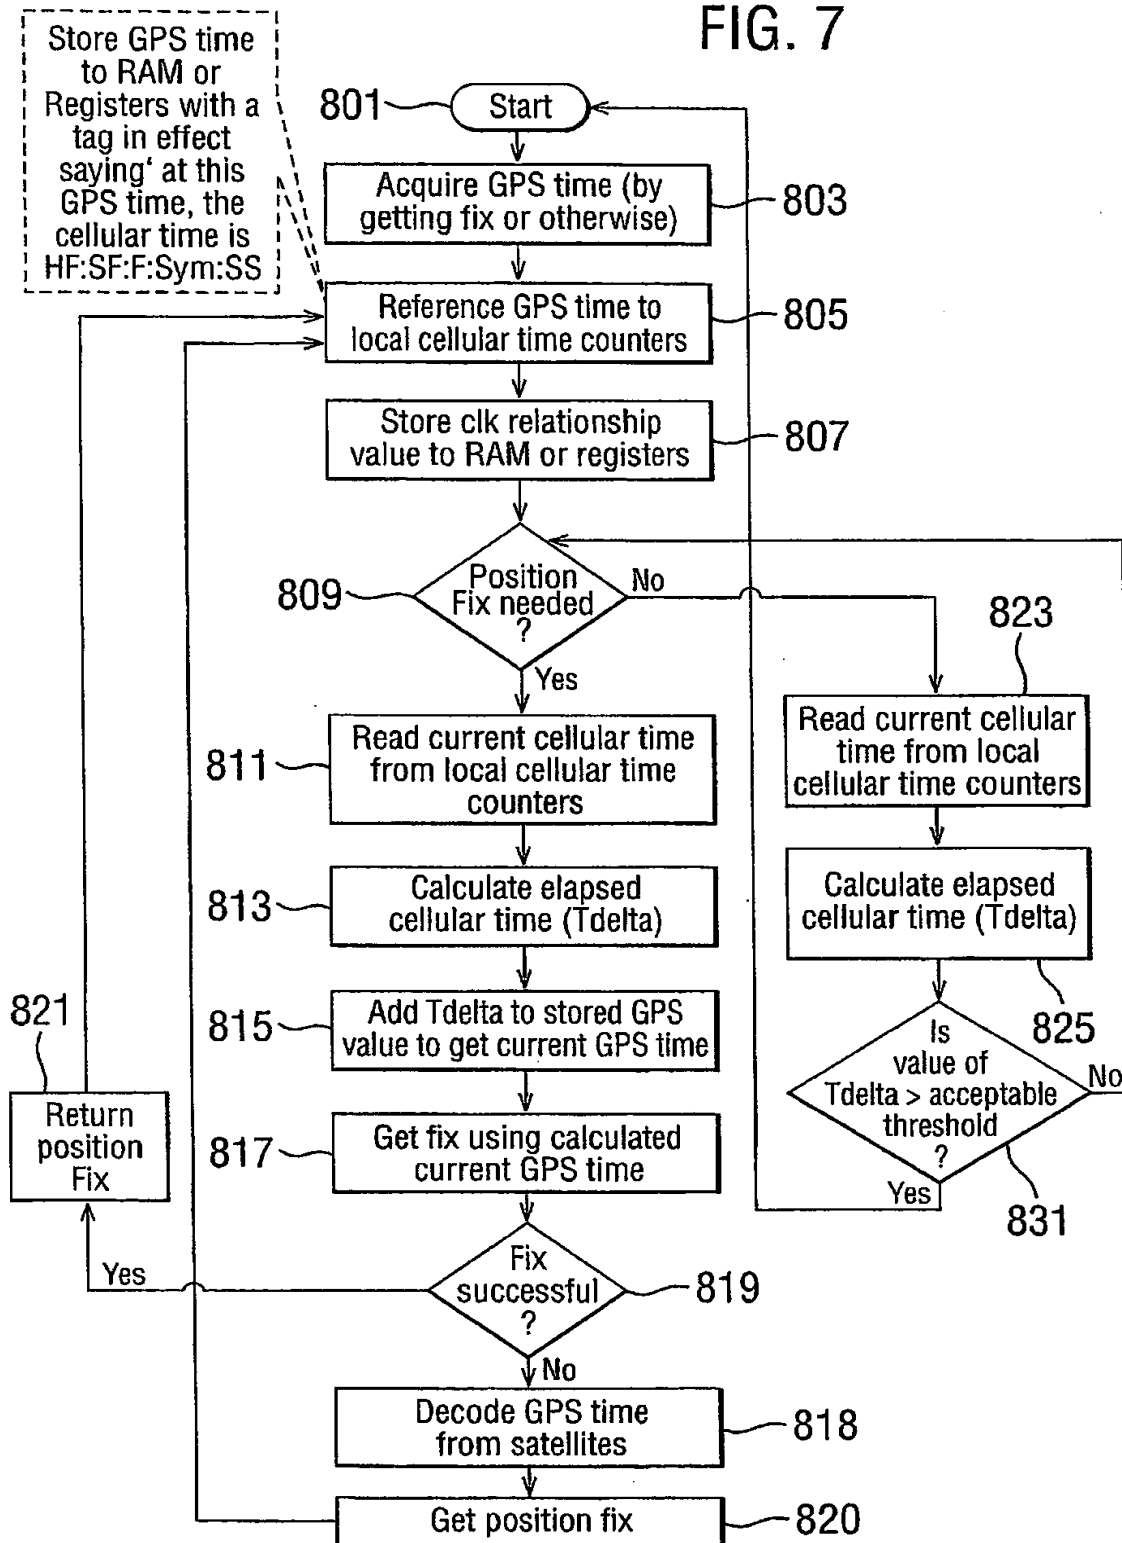 FIG. 7
Store GPS time
to RAM or
Registers with a
tag in effect
saying‘ at this
GPS time, the
cellular time is
HF:SF:F:Sym:SS
801
Start
Acquire GPS time (by
getting fix or otherwise)
803
Reference GPS time to
local cellular time counters
805
Store clk relationship
value to RAM or registers
807
809
Position
Fix needed
?
No
Yes
823
Read current cellular
time from local
cellular time counters
811
Read current cellular time
from local cellular time
counters
813
Calculate elapsed
cellular time (Tdelta)
Calculate elapsed
cellular time (Tdelta)
825
815
Add Tdelta to stored GPS
value to get current GPS time
Is
value of
Tdelta > acceptable
threshold
?
No
Yes
831
821
Return
position
Fix
817
Get fix using calculated
current GPS time
Yes
Fix
successful
?
819
No
Decode GPS time
from satellites
818
Get position fix
820